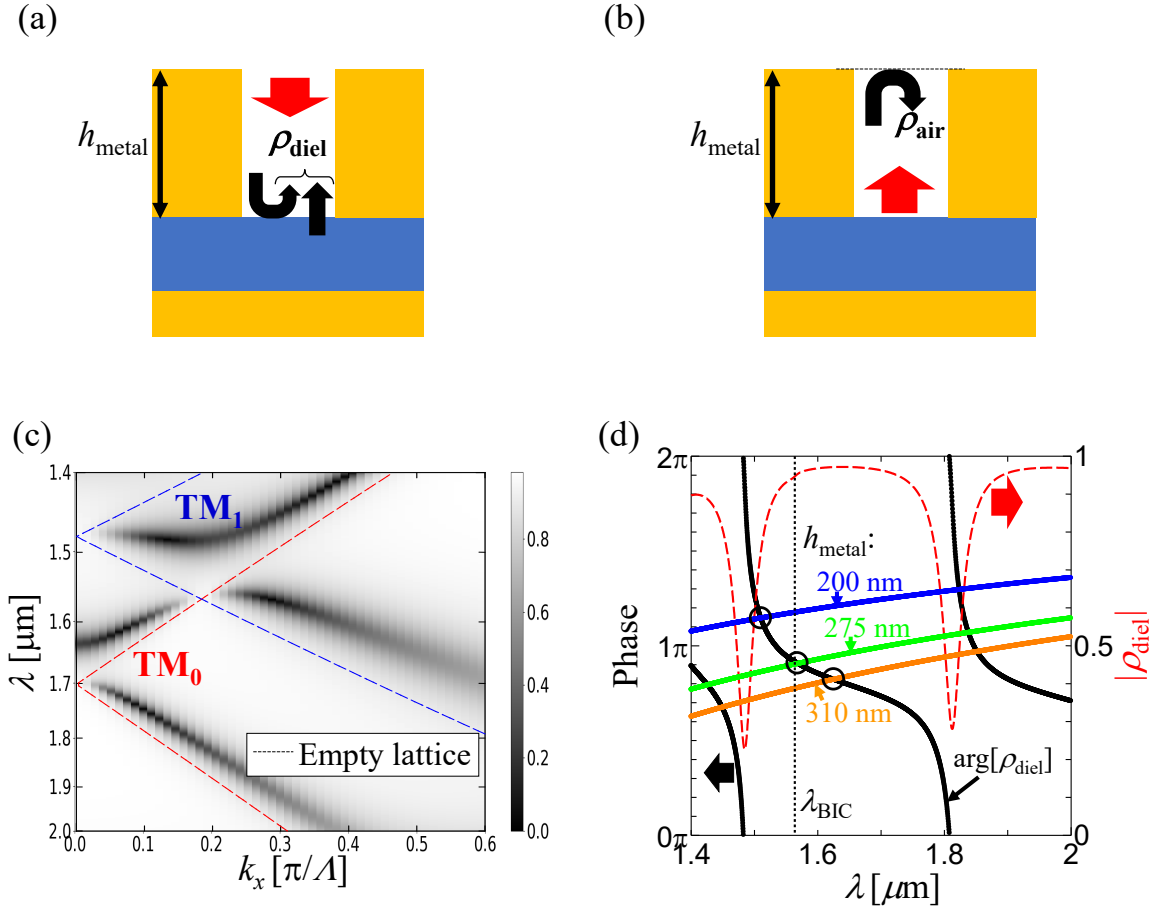 (a)
h_metal
ρ_diel
(b)
h_metal
ρ_air
(c)
λ [μm]
1.4
1.5
1.6
1.7
1.8
1.9
2.0
TM₁
TM₀
Empty lattice
0.0 0.1 0.2 0.3 0.4 0.5 0.6
k_x [π/Λ]
0.8
0.6
0.4
0.2
0.0
(d)
Phase
2π
1π
0π
h_metal:
200 nm
275 nm
310 nm
λ_BIC
arg[ρ_diel]
1
0.5
0
|ρ_diel|
1.4 1.6 1.8 2
λ [μm]